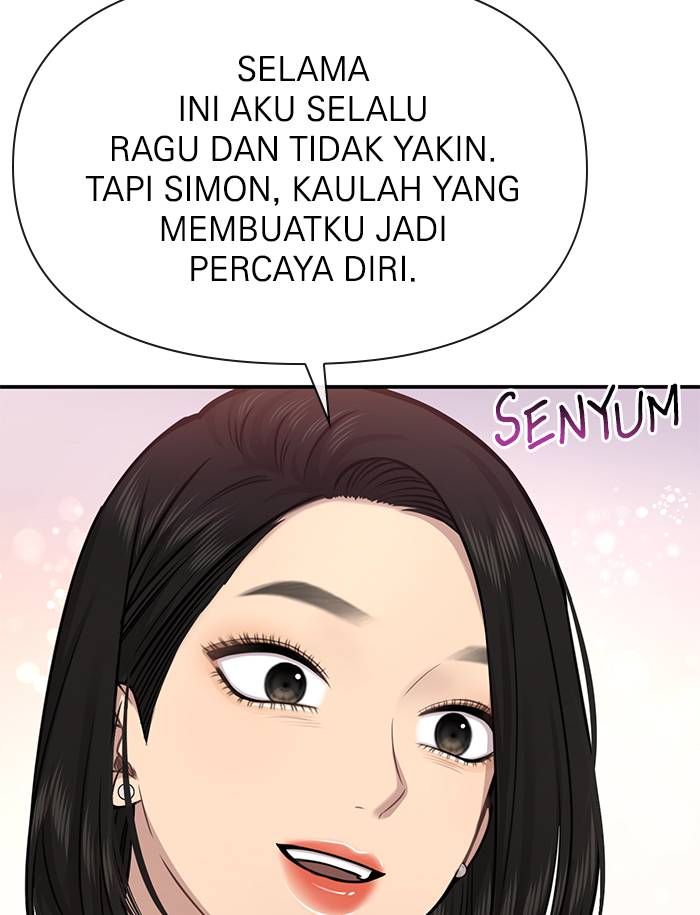 SELAMA
INI AKU SELALU
RAGU DAN TIDAK YAKIN.
TAPI SIMON, KAULAH YANG
MEMBUATKU JADI
PERCAYA DIRI.
SENYUM